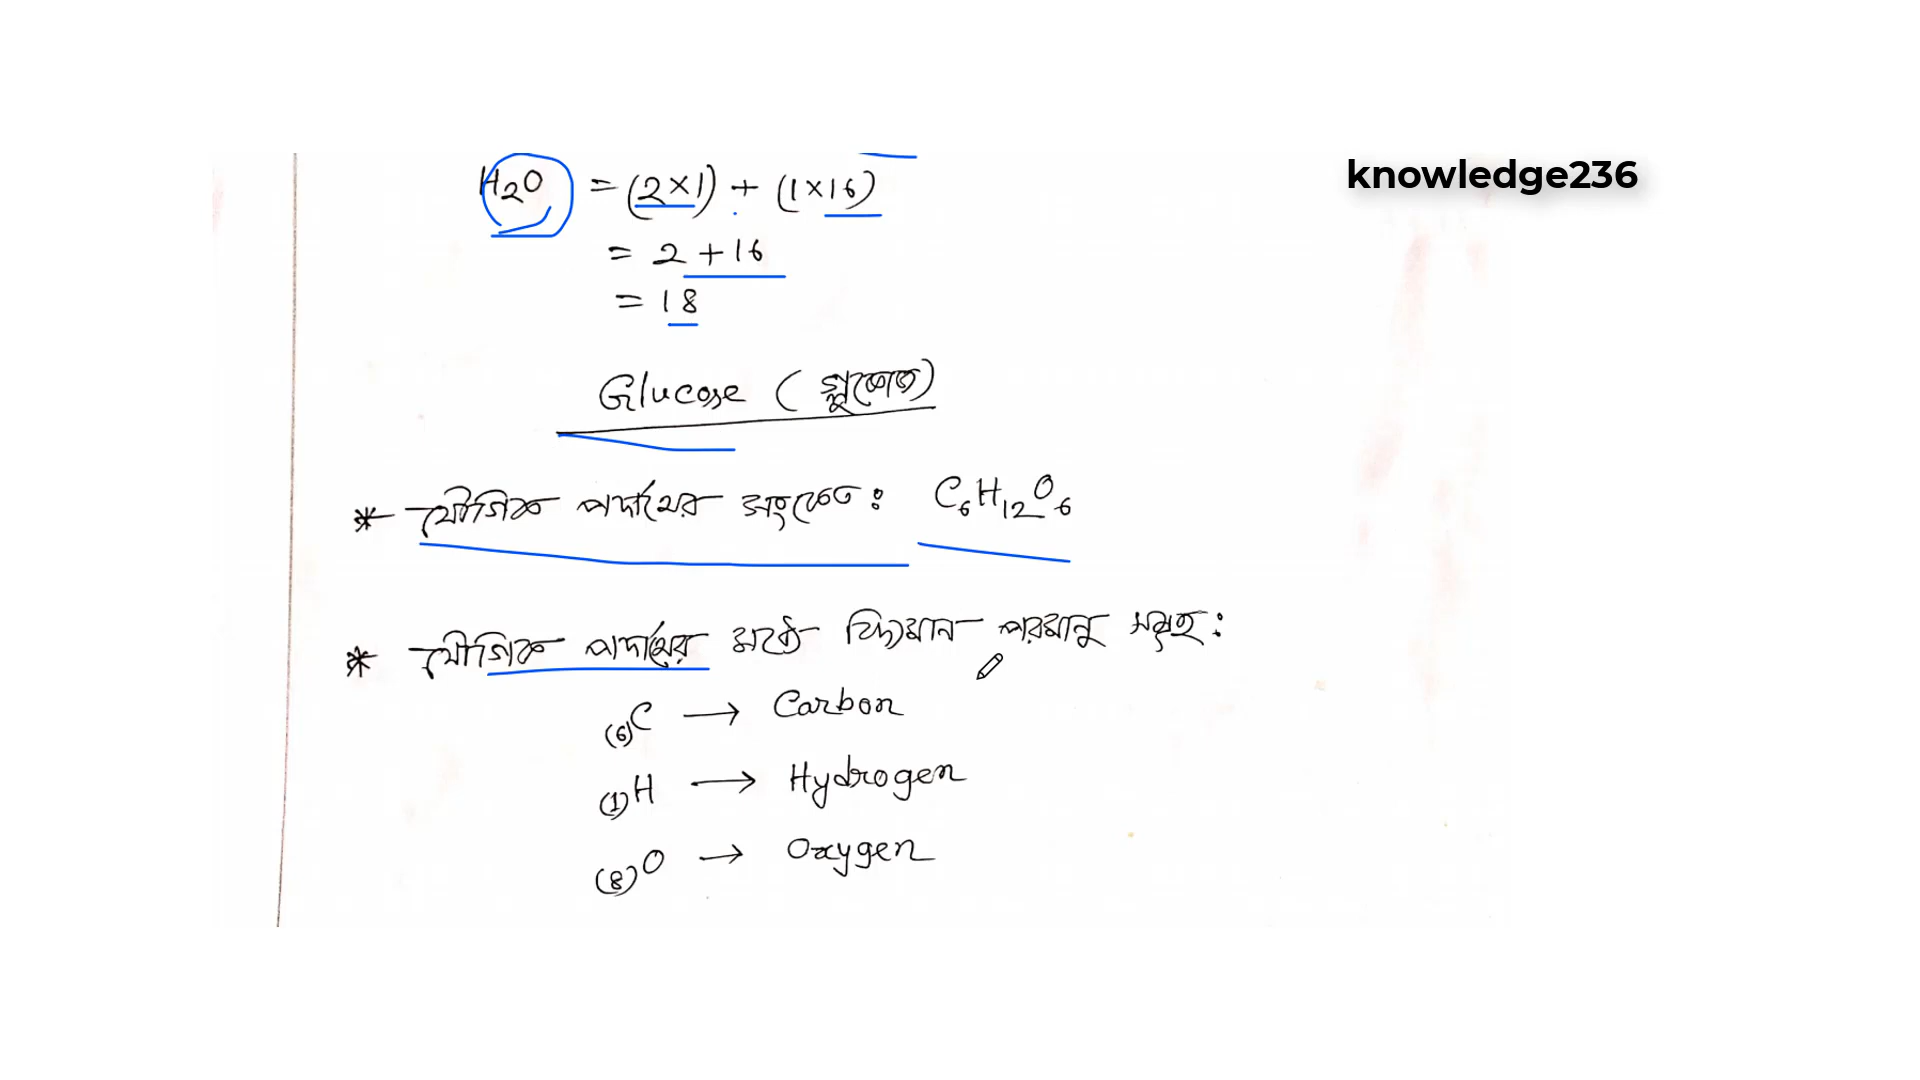 knowledge236
H2O = (2×1) + (1×16)
= 2 + 16
= 18
Glucose (গ্লুকোজ)
* যৌগিক পদার্থের সংকেত: C6H12O6
* যৌগিক পদার্থের মধ্যে বিদ্যমান পরমানু সমূহ:
(6)C → Carbon
(1)H → Hydrogen
(8)O → Oxygen